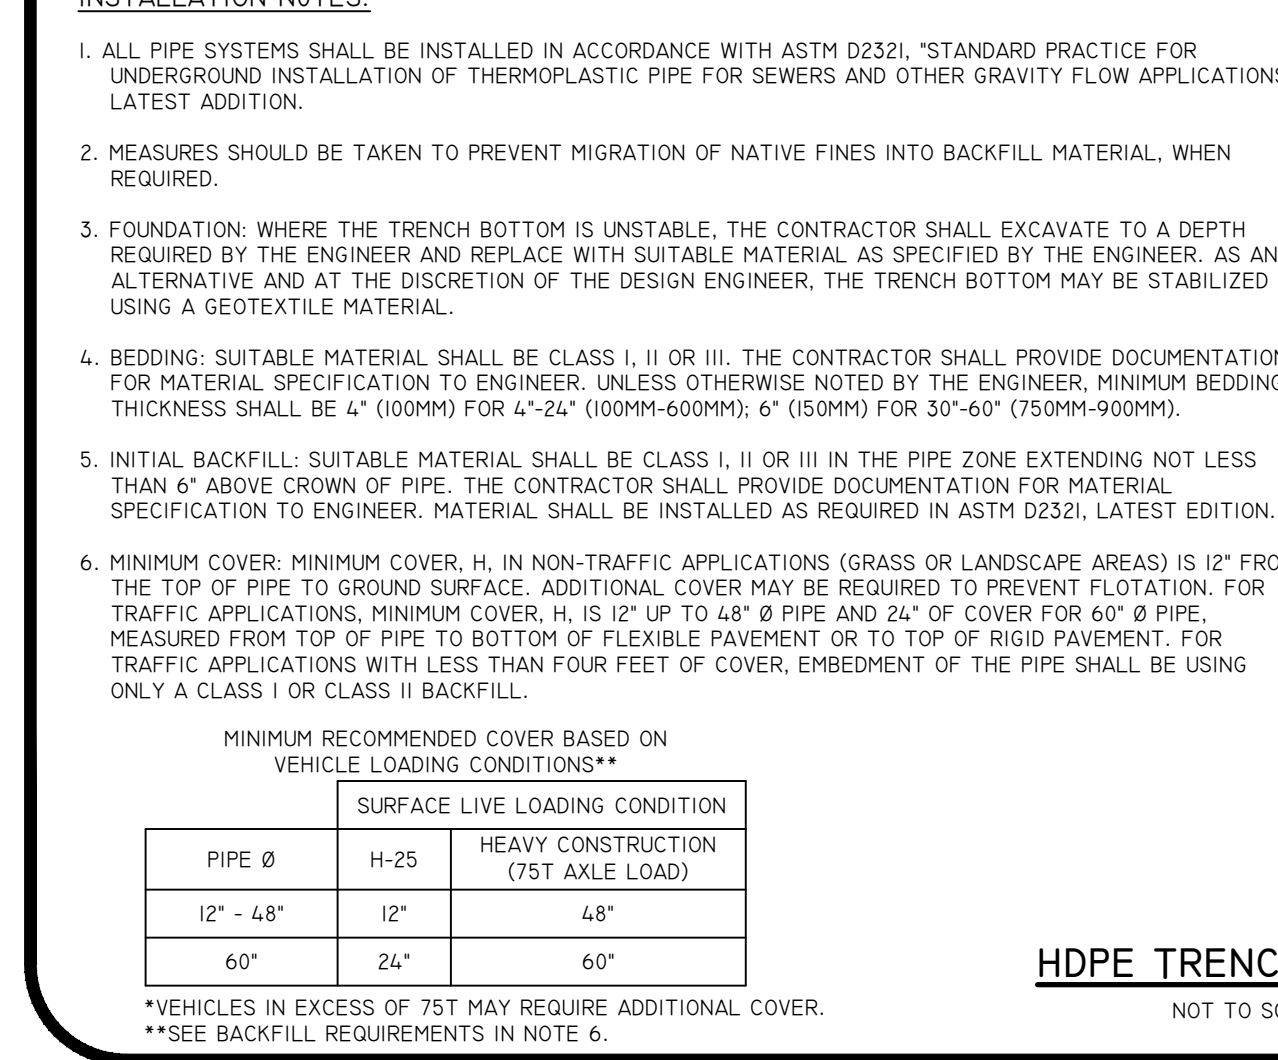 INSTALLATION NOTES:
1. ALL PIPE SYSTEMS SHALL BE INSTALLED IN ACCORDANCE WITH ASTM D2321, "STANDARD PRACTICE FOR
UNDERGROUND INSTALLATION OF THERMOPLASTIC PIPE FOR SEWERS AND OTHER GRAVITY FLOW APPLICATIONS
LATEST ADDITION.
2. MEASURES SHOULD BE TAKEN TO PREVENT MIGRATION OF NATIVE FINES INTO BACKFILL MATERIAL, WHEN
REQUIRED.
3. FOUNDATION: WHERE THE TRENCH BOTTOM IS UNSTABLE, THE CONTRACTOR SHALL EXCAVATE TO A DEPTH
REQUIRED BY THE ENGINEER AND REPLACE WITH SUITABLE MATERIAL AS SPECIFIED BY THE ENGINEER. AS AN
ALTERNATIVE AND AT THE DISCRETION OF THE DESIGN ENGINEER, THE TRENCH BOTTOM MAY BE STABILIZED
USING A GEOTEXTILE MATERIAL.
4. BEDDING: SUITABLE MATERIAL SHALL BE CLASS I, II OR III. THE CONTRACTOR SHALL PROVIDE DOCUMENTATION
FOR MATERIAL SPECIFICATION TO ENGINEER. UNLESS OTHERWISE NOTED BY THE ENGINEER, MINIMUM BEDDING
THICKNESS SHALL BE 4" (100MM) FOR 4"-24" (100MM-600MM); 6" (150MM) FOR 30"-60" (750MM-900MM).
5. INITIAL BACKFILL: SUITABLE MATERIAL SHALL BE CLASS I, II OR III IN THE PIPE ZONE EXTENDING NOT LESS
THAN 6" ABOVE CROWN OF PIPE. THE CONTRACTOR SHALL PROVIDE DOCUMENTATION FOR MATERIAL
SPECIFICATION TO ENGINEER. MATERIAL SHALL BE INSTALLED AS REQUIRED IN ASTM D2321, LATEST EDITION.
6. MINIMUM COVER: MINIMUM COVER, H, IN NON-TRAFFIC APPLICATIONS (GRASS OR LANDSCAPE AREAS) IS 12" FRO
THE TOP OF PIPE TO GROUND SURFACE. ADDITIONAL COVER MAY BE REQUIRED TO PREVENT FLOTATION. FOR
TRAFFIC APPLICATIONS, MINIMUM COVER, H, IS 12" UP TO 48" Ø PIPE AND 24" OF COVER FOR 60" Ø PIPE,
MEASURED FROM TOP OF PIPE TO BOTTOM OF FLEXIBLE PAVEMENT OR TO TOP OF RIGID PAVEMENT. FOR
TRAFFIC APPLICATIONS WITH LESS THAN FOUR FEET OF COVER, EMBEDMENT OF THE PIPE SHALL BE USING
ONLY A CLASS I OR CLASS II BACKFILL.
MINIMUM RECOMMENDED COVER BASED ON
VEHICLE LOADING CONDITIONS**
SURFACE LIVE LOADING CONDITION
PIPE Ø H-25 HEAVY CONSTRUCTION
(75T AXLE LOAD)
12" - 48" 12" 48"
60" 24" 60"
*VEHICLES IN EXCESS OF 75T MAY REQUIRE ADDITIONAL COVER.
**SEE BACKFILL REQUIREMENTS IN NOTE 6.
HDPE TRENC
NOT TO SC